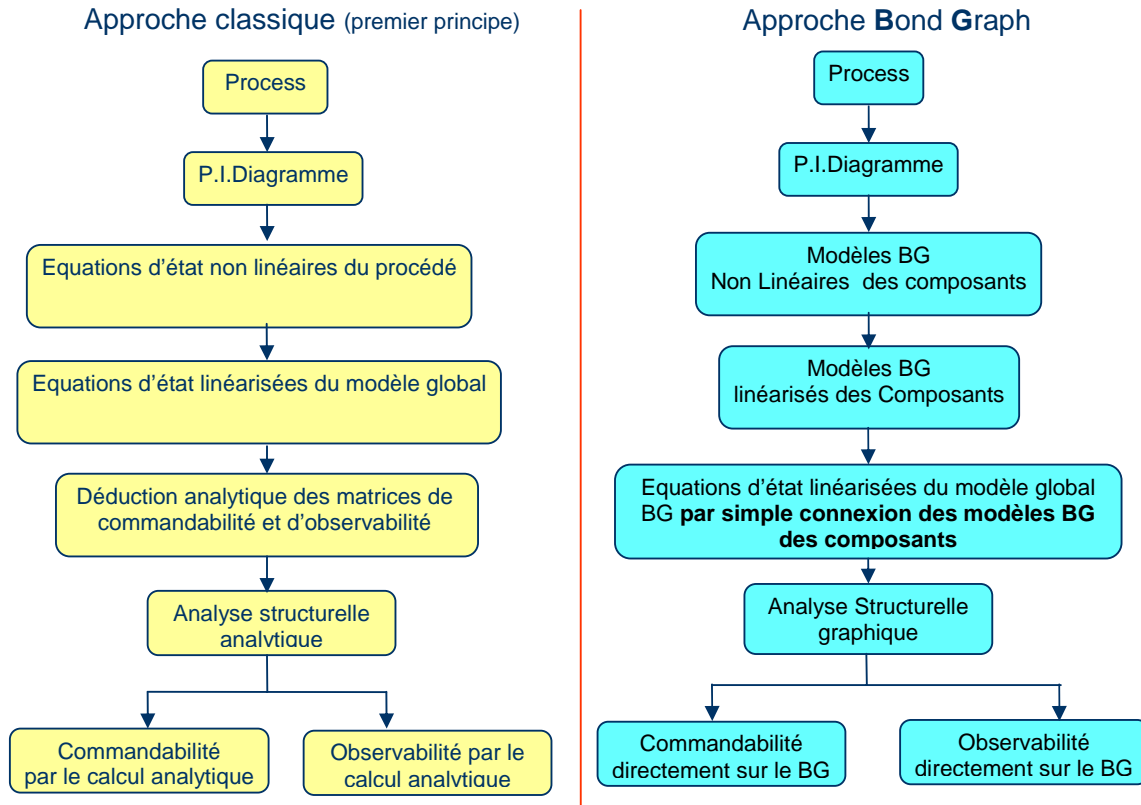 Approche classique (premier principe)
Process
P.I.Diagramme
Equations d'état non linéaires du procédé
Equations d'état linéarisées du modèle global
Déduction analytique des matrices de
commandabilité et d'observabilité
Analyse structurelle
analytique
Commandabilité
par le calcul analytique
Observabilité par le
calcul analytique
Approche Bond Graph
Process
P.I.Diagramme
Modèles BG
Non Linéaires des composants
Modèles BG
linéarisés des Composants
Equations d'état linéarisées du modèle global
BG par simple connexion des modèles BG
des composants
Analyse Structurelle
graphique
Commandabilité
directement sur le BG
Observabilité
directement sur le BG